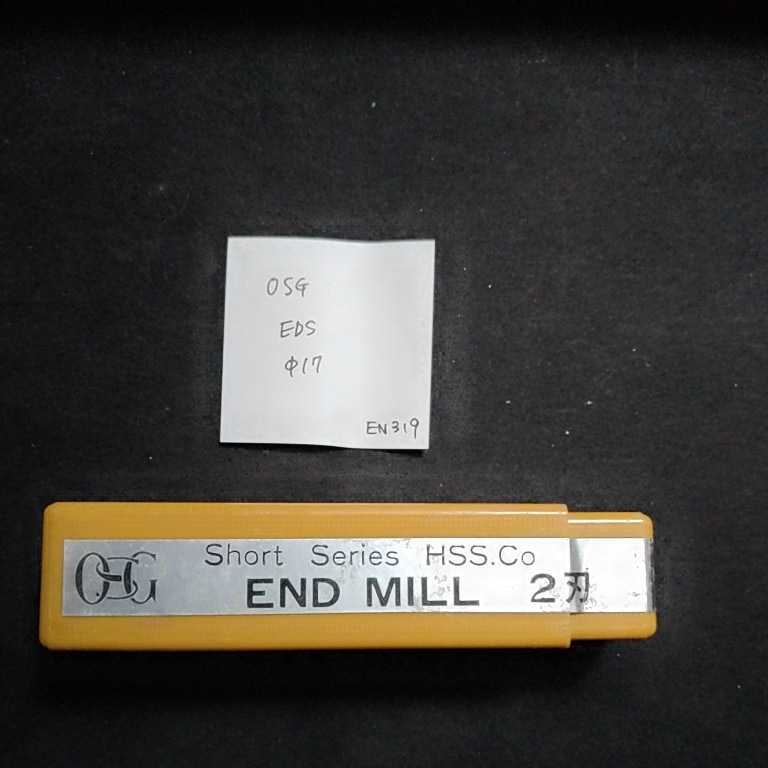 OSG
EDS
Φ17
EN319
OSG
Short Series HSS.Co
END MILL 2刃